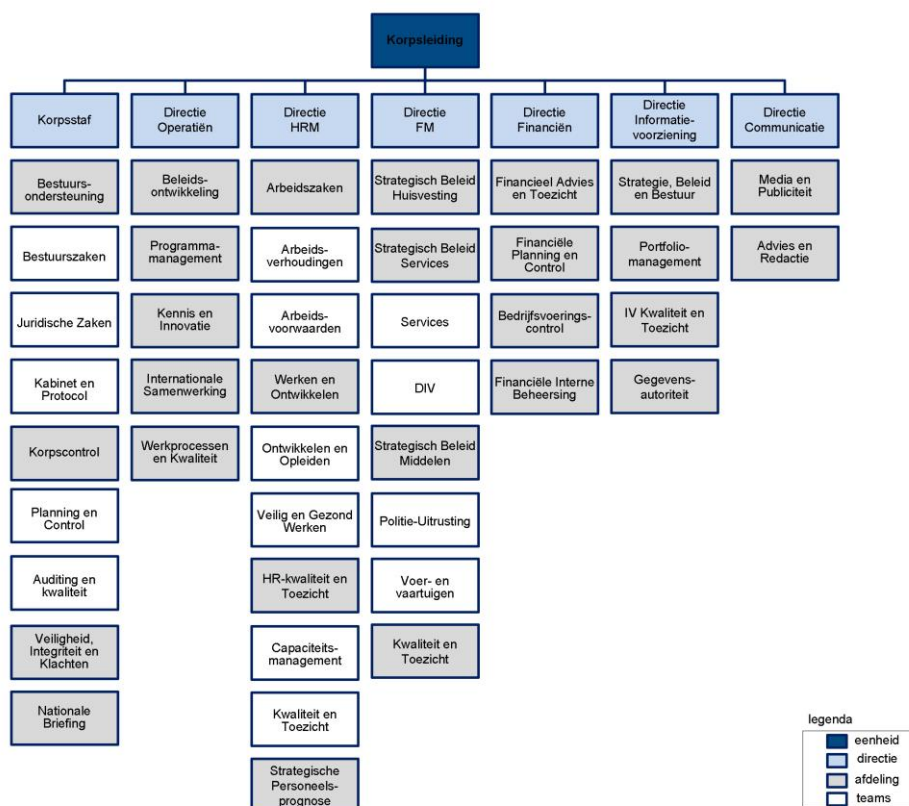 Korpsleiding
Korpsstaf
Directie
Operatiën
Directie
HRM
Directie
FM
Directie
Financiën
Directie
Informatie-
voorziening
Directie
Communicatie
Bestuurs-
ondersteuning
Beleids-
ontwikkeling
Arbeidszaken
Strategisch Beleid
Huisvesting
Financieel Advies
en Toezicht
Strategie, Beleid
en Bestuur
Media en
Publiciteit
Bestuurszaken
Programma-
management
Arbeids-
verhoudingen
Strategisch Beleid
Services
Financiële
Planning en
Control
Portfolio-
management
Advies en
Redactie
Juridische Zaken
Kennis en
Innovatie
Arbeids-
voorwaarden
Services
Bedrijfsvoerings-
control
IV Kwaliteit en
Toezicht
Kabinet en
Protocol
Internationale
Samenwerking
Werken en
Ontwikkelen
DIV
Financiële Interne
Beheersing
Gegevens-
autoriteit
Korpscontrol
Werkprocessen
en Kwaliteit
Ontwikkelen en
Opleiden
Strategisch Beleid
Middelen
Planning en
Control
Veilig en Gezond
Werken
Politie-Uitrusting
Auditing en
kwaliteit
HR-kwaliteit en
Toezicht
Voer- en
vaartuigen
Veiligheid,
Integriteit en
Klachten
Capaciteits-
management
Kwaliteit en
Toezicht
Nationale
Briefing
Kwaliteit en
Toezicht
Strategische
Personeels-
prognose
legenda
eenheid
directie
afdeling
teams